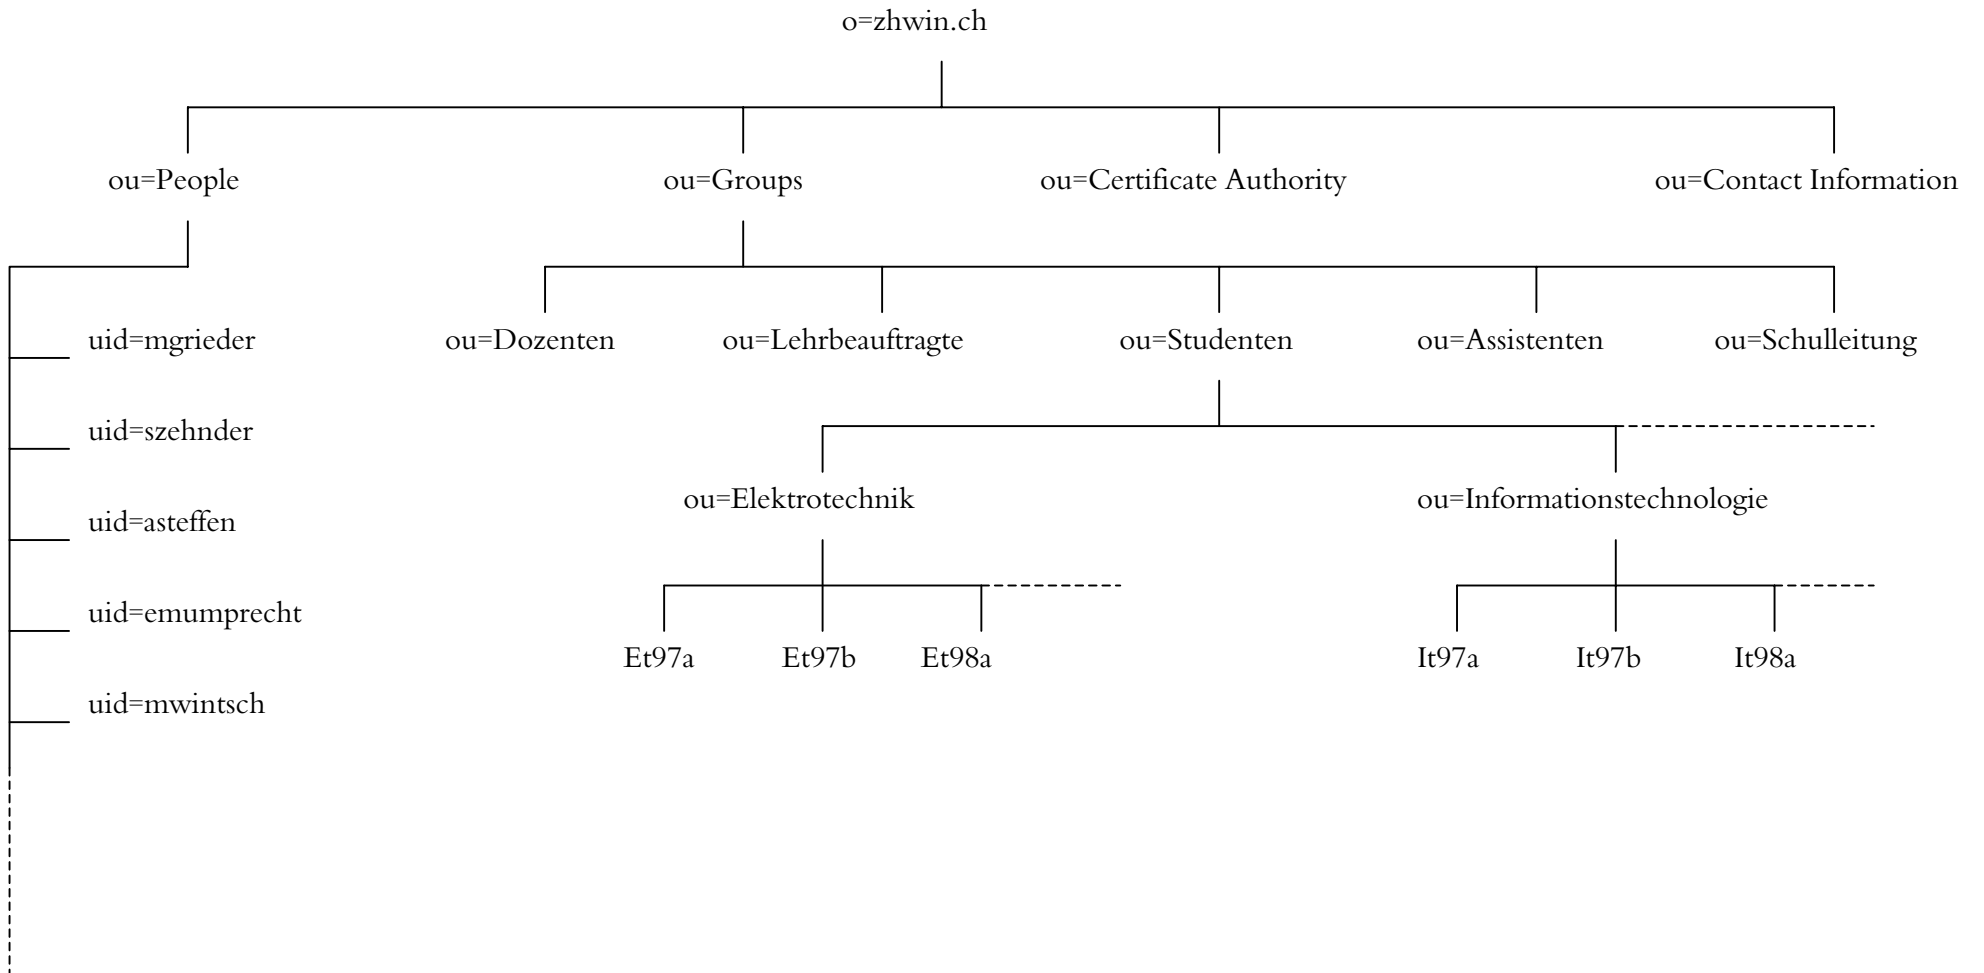 o=zhwin.ch
ou=People
ou=Groups
ou=Certificate Authority
ou=Contact Information
uid=mgrieder
ou=Dozenten
ou=Lehrbeauftragte
ou=Studenten
ou=Assistenten
ou=Schulleitung
uid=szehnder
ou=Elektrotechnik
ou=Informationstechnologie
uid=asteffen
uid=emumprecht
Et97a
Et97b
Et98a
It97a
It97b
It98a
uid=mwintsch